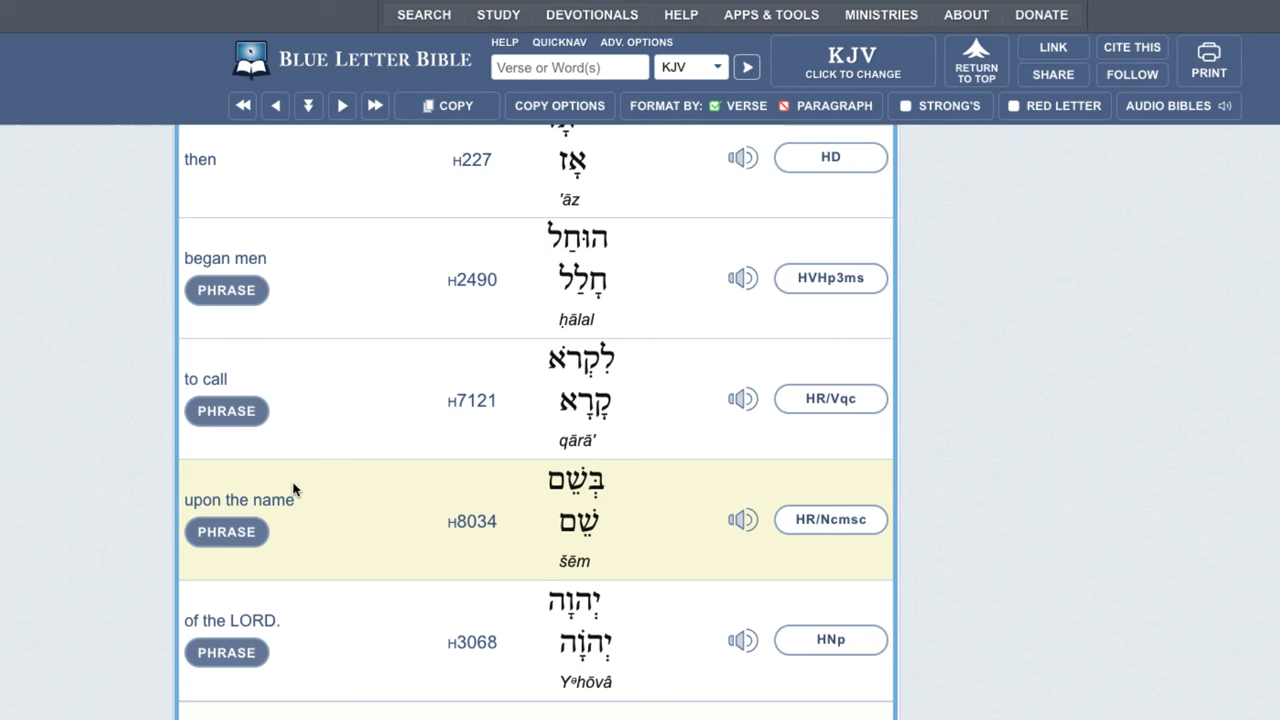 SEARCH STUDY DEVOTIONALS HELP APPS & TOOLS MINISTRIES ABOUT DONATE
BLUE LETTER BIBLE
HELP QUICKNAV ADV. OPTIONS
Verse or Word(s) KJV
KJV
CLICK TO CHANGE
RETURN
TO TOP
LINK
SHARE
CITE THIS
FOLLOW
PRINT
COPY COPY OPTIONS FORMAT BY: VERSE PARAGRAPH STRONG'S RED LETTER AUDIO BIBLES
then H227 אָז HD
'āz
הוּחַל
began men
PHRASE
H2490 חָלַל HVHp3ms
ḥālal
לִקְרֹא
to call
PHRASE
H7121 קָרָא HR/Vqc
qārā'
בְּשֵׁם
upon the name
PHRASE
H8034 שֵׁם HR/Ncmsc
šēm
יְהוָה
of the LORD.
PHRASE
H3068 יְהוָֹה HNp
Yᵊhōvâ